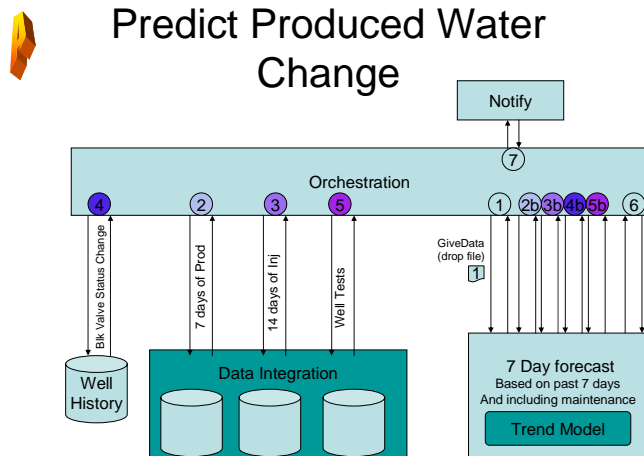 Predict Produced Water
Change
Notify
7
Orchestration
4
2
3
5
1
2b
3b
4b
5b
6
Blk Valve Status Change
7 days of Prod
14 days of Inj
Well Tests
GiveData
(drop file)
1
Well
History
Data Integration
7 Day forecast
Based on past 7 days
And including maintenance
Trend Model